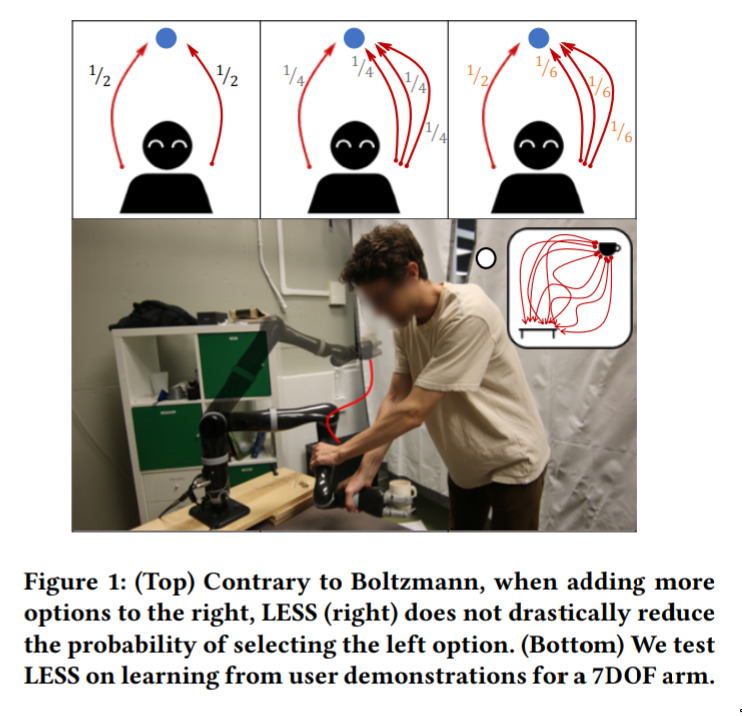 1/2 1/2
1/4 1/4 1/4 1/4
1/2 1/6 1/6 1/6
Figure 1: (Top) Contrary to Boltzmann, when adding more
options to the right, LESS (right) does not drastically reduce
the probability of selecting the left option. (Bottom) We test
LESS on learning from user demonstrations for a 7DOF arm.